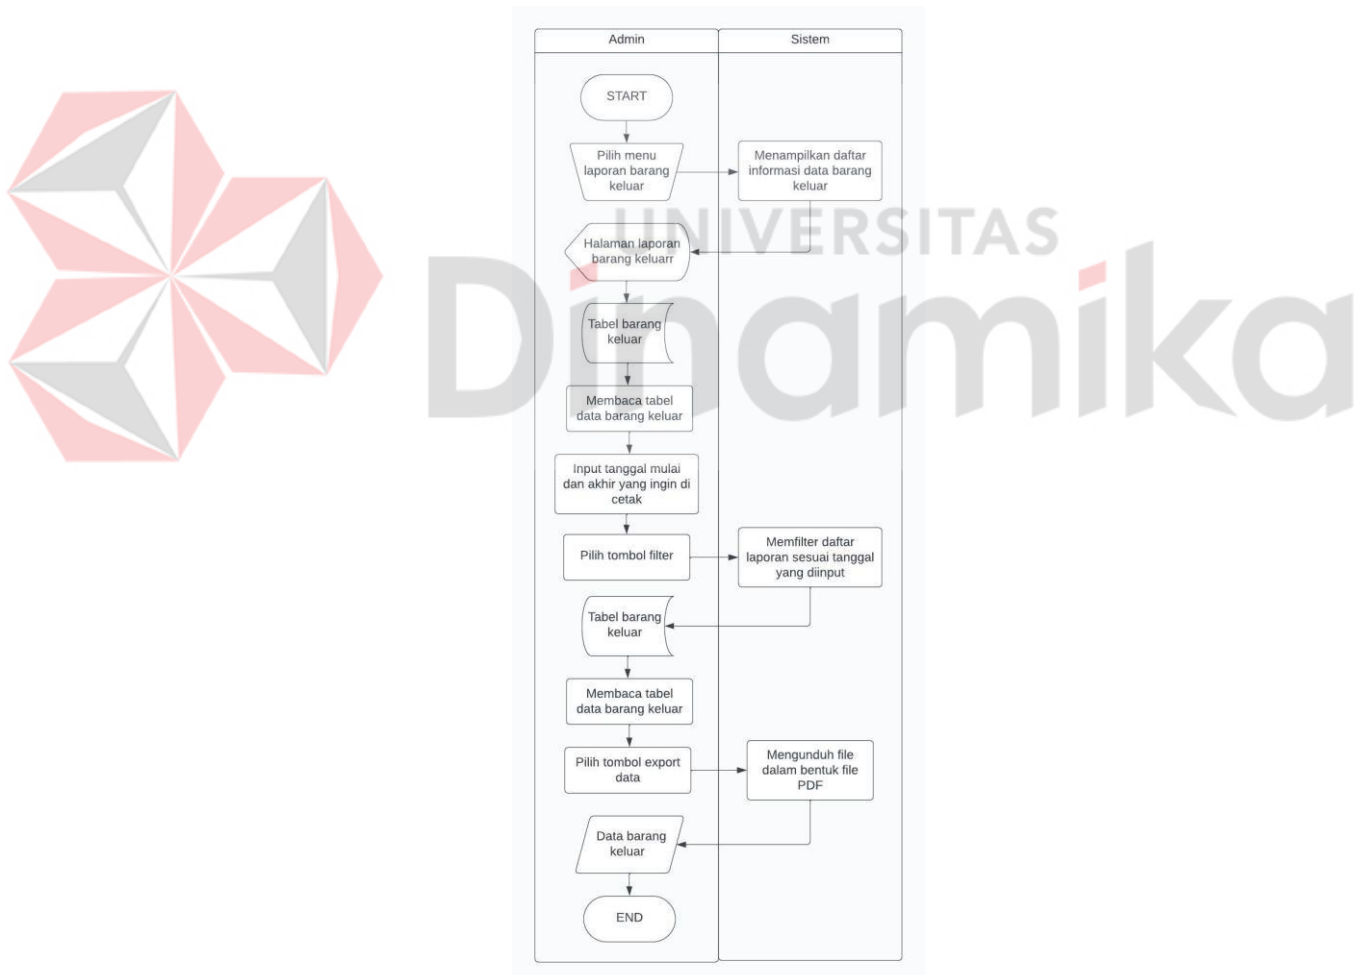 Admin
Sistem
START
Pilih menu
laporan barang
keluar
Menampilkan daftar
informasi data barang
keluar
UNIVERSITAS
Dinamika
Halaman laporan
barang keluarr
Tabel barang
keluar
Membaca tabel
data barang keluar
Input tanggal mulai
dan akhir yang ingin di
cetak
Pilih tombol filter
Memfilter daftar
laporan sesuai tanggal
yang diinput
Tabel barang
keluar
Membaca tabel
data barang keluar
Pilih tombol export
data
Mengunduh file
dalam bentuk file
PDF
Data barang
keluar
END